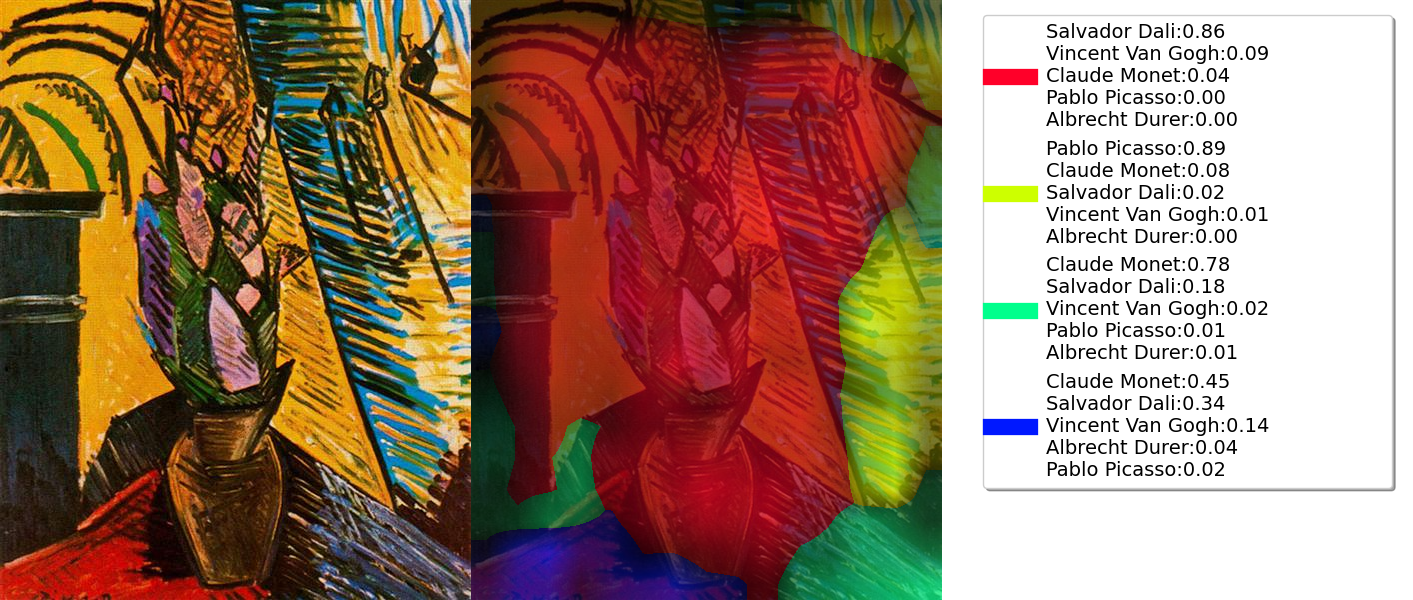 Salvador Dali:0.86
Vincent Van Gogh:0.09
Claude Monet:0.04
Pablo Picasso:0.00
Albrecht Durer:0.00
Pablo Picasso:0.89
Claude Monet:0.08
Salvador Dali:0.02
Vincent Van Gogh:0.01
Albrecht Durer:0.00
Claude Monet:0.78
Salvador Dali:0.18
Vincent Van Gogh:0.02
Pablo Picasso:0.01
Albrecht Durer:0.01
Claude Monet:0.45
Salvador Dali:0.34
Vincent Van Gogh:0.14
Albrecht Durer:0.04
Pablo Picasso:0.02